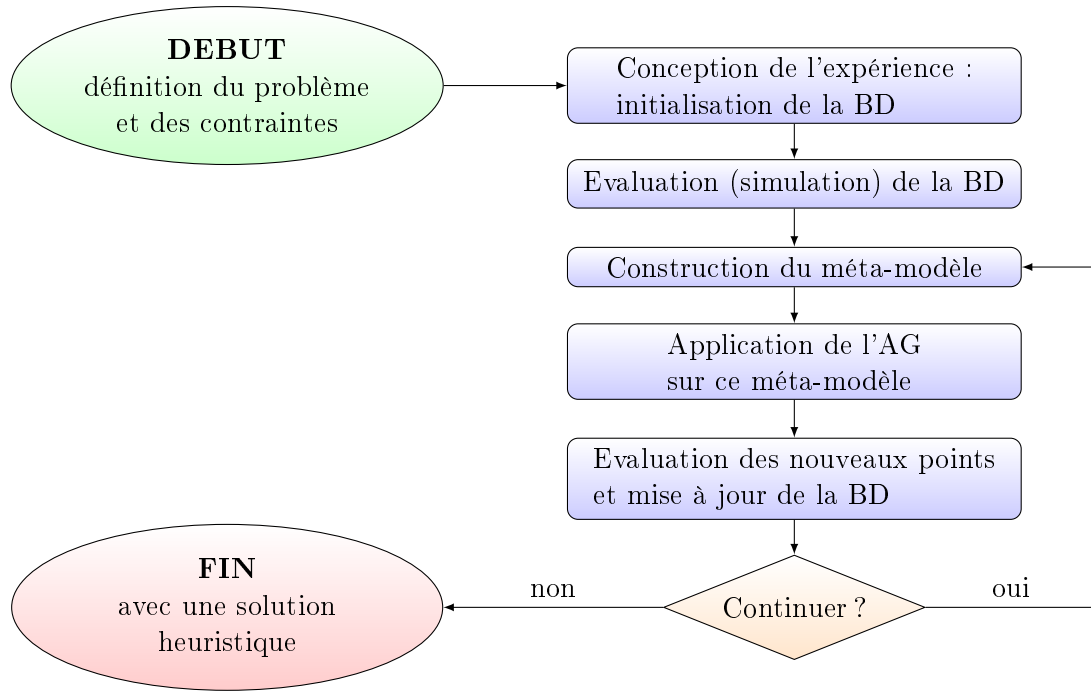 DEBUT
définition du problème
et des contraintes
Conception de l'expérience :
initialisation de la BD
Evaluation (simulation) de la BD
Construction du méta-modèle
Application de l'AG
sur ce méta-modèle
Evaluation des nouveaux points
et mise à jour de la BD
Continuer ?
oui
non
FIN
avec une solution
heuristique